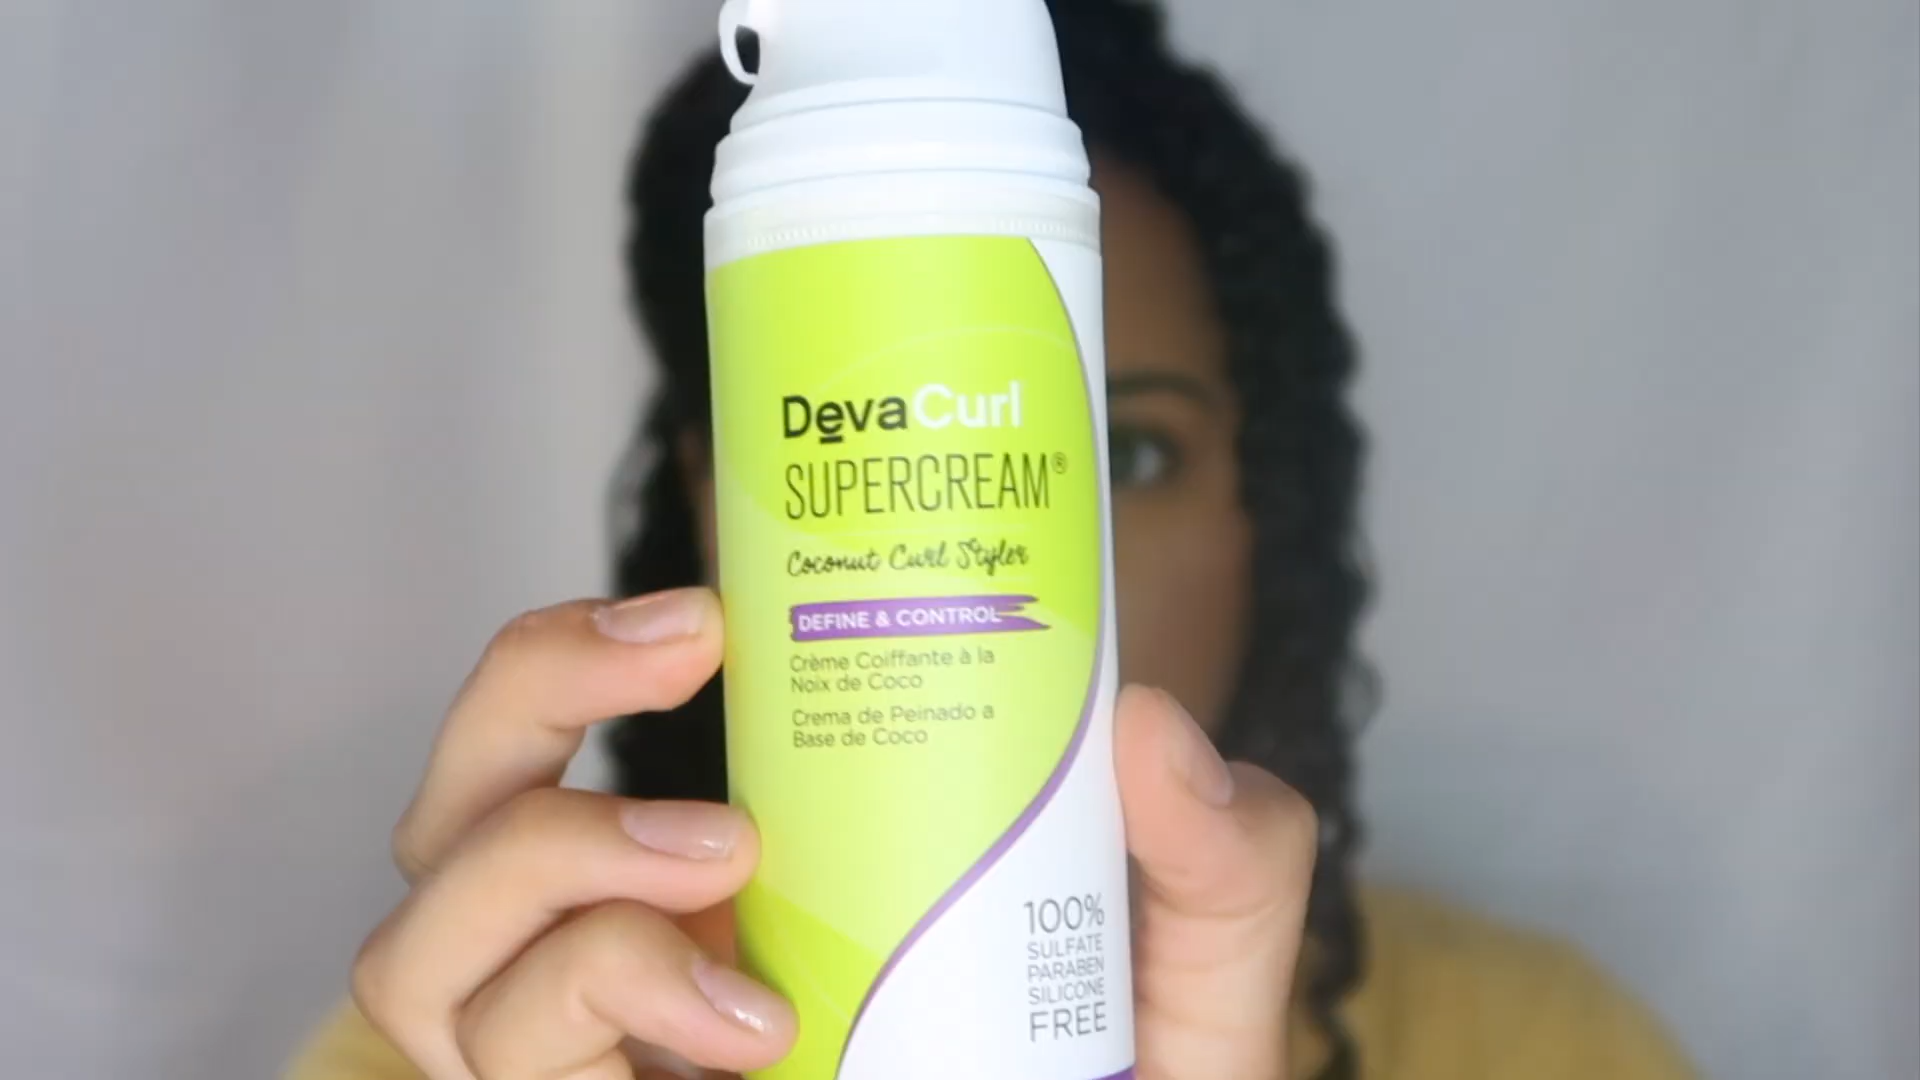 DevaCurl
SUPERCREAM®
Coconut Curl Styler
DEFINE & CONTROL
Crème Coiffante à la
Noix de Coco
Crema de Peinado a
Base de Coco
100%
SULFATE
PARABEN
SILICONE
FREE